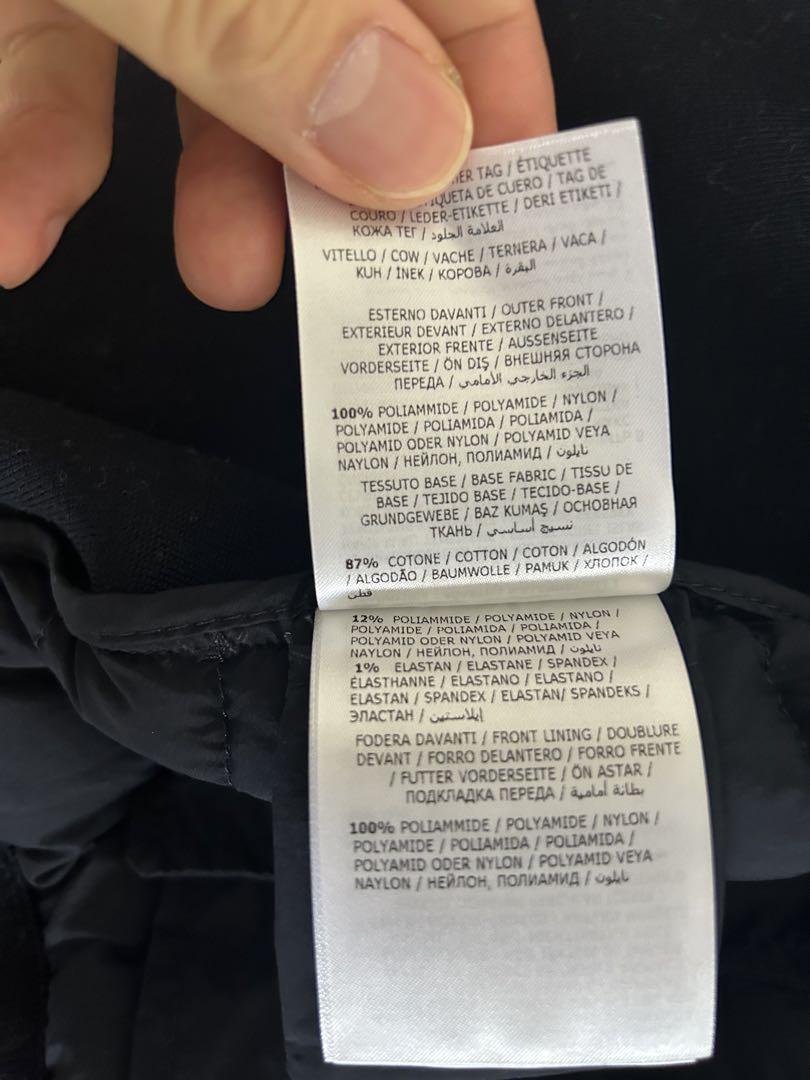 TAG / ÉTIQUETTE
DE CUERO / TAG DE
COURO / LEDER-ETIKETTE / DERI ETIKETI /
КОЖА ТЕГ / العلامة الجلود
VITELLO / COW / VACHE / TERNERA / VACA /
KUH / İNEK / КОРОВА / البقرة
ESTERNO DAVANTI / OUTER FRONT /
EXTERIEUR DEVANT / EXTERNO DELANTERO /
EXTERIOR FRENTE / AUSSENSEITE
VORDERSEITE / ÖN DIŞ / ВНЕШНЯЯ СТОРОНА
ПЕРЕДА / الجزء الخارجي الأمامي
100% POLIAMMIDE / POLYAMIDE / NYLON /
POLYAMIDE / POLIAMIDA / POLIAMIDA /
POLYAMID ODER NYLON / POLYAMID VEYA
NAYLON / НЕЙЛОН, ПОЛИАМИД / نايلون
TESSUTO BASE / BASE FABRIC / TISSU DE
BASE / TEJIDO BASE / TECIDO-BASE /
GRUNDGEWEBE / BAZ KUMAŞ / ОСНОВНАЯ
ТКАНЬ / نسيج أساسي
87% COTONE / COTTON / COTON / ALGODÓN
/ ALGODÃO / BAUMWOLLE / PAMUK / ХЛОПОК /
قطن
12% POLIAMMIDE / POLYAMIDE / NYLON /
POLYAMIDE / POLIAMIDA / POLIAMIDA /
POLYAMID ODER NYLON / POLYAMID VEYA
NAYLON / НЕЙЛОН, ПОЛИАМИД / نايلون
1% ELASTAN / ELASTANE / SPANDEX /
ÉLASTHANNE / ELASTANO / ELASTANO /
ELASTAN / SPANDEX / ELASTAN/ SPANDEKS /
ЭЛАСТАН / إيلاستين
FODERA DAVANTI / FRONT LINING / DOUBLURE
DEVANT / FORRO DELANTERO / FORRO FRENTE
/ FUTTER VORDERSEITE / ÖN ASTAR /
ПОДКЛАДКА ПЕРЕДА / بطانة أمامية
100% POLIAMMIDE / POLYAMIDE / NYLON /
POLYAMIDE / POLIAMIDA / POLIAMIDA /
POLYAMID ODER NYLON / POLYAMID VEYA
NAYLON / НЕЙЛОН, ПОЛИАМИД / نايلون